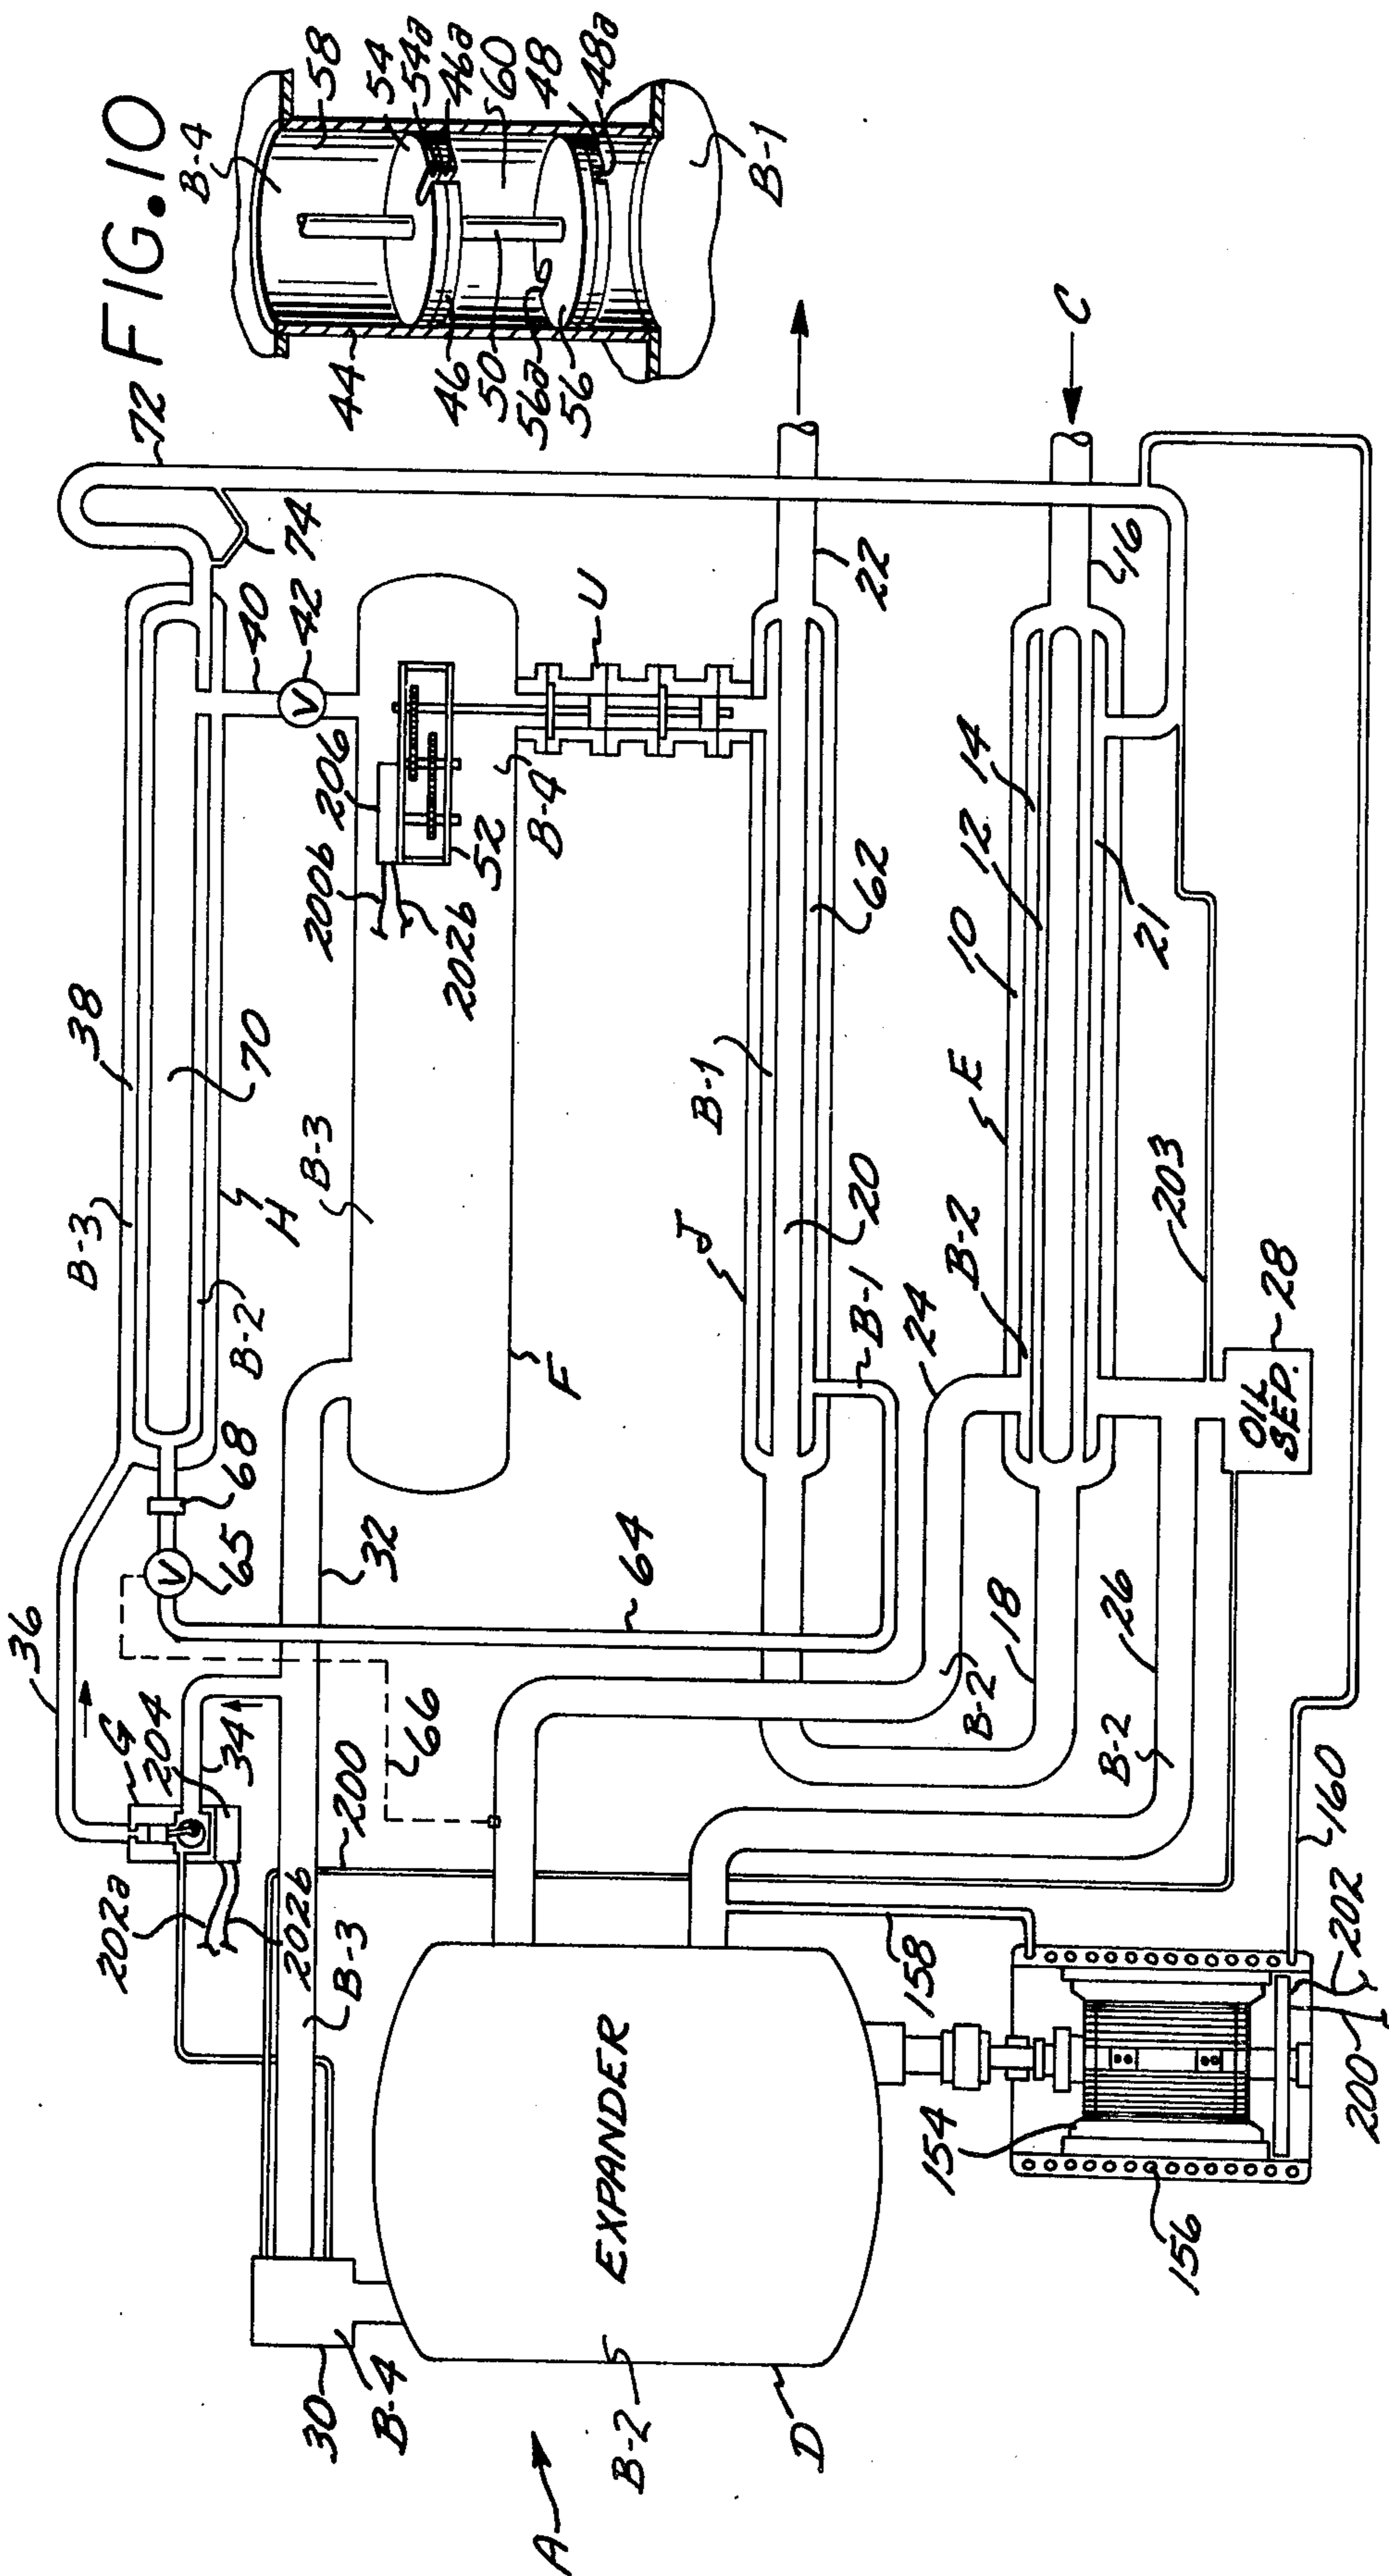 FIG. 10
72
B-4
58
54
54a
46a
60
48
48a
B-1
44
46
50
56a
56
C
74
40
42
V
U
22
16
206
200b
202b
52
B-4
38
B-3
70
H
B-2
B-3
F
B-1
62
20
J
B-1
10
12
14
E
21
B-2
24
203
OIL
SEP.
28
68
65
V
36
32
64
66
G
204
34
202a
202b
200
B-3
B-2
18
26
B-2
158
160
202
200
I
154
156
30
B-4
EXPANDER
A
B-2
D